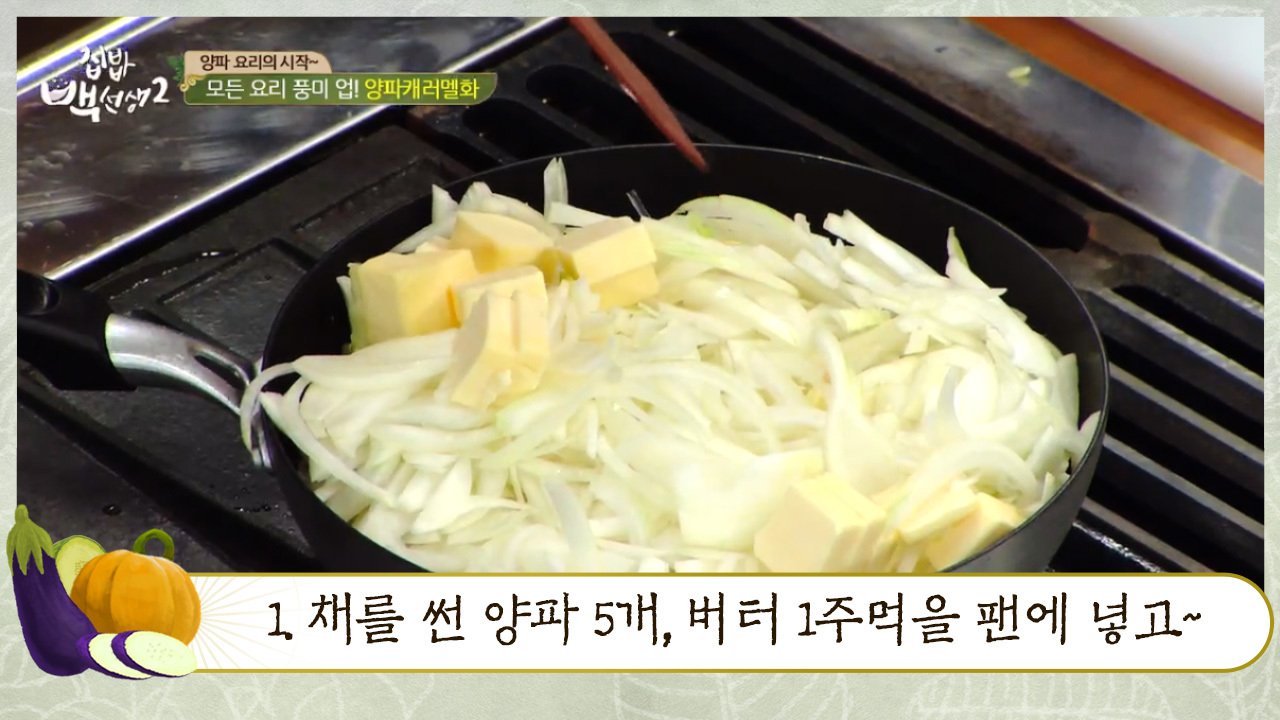 집밥
백선생2
양파 요리의 시작~
모든 요리 풍미 업! 양파캐러멜화
1. 채를 썬 양파 5개, 버터 1주먹을 팬에 넣고~